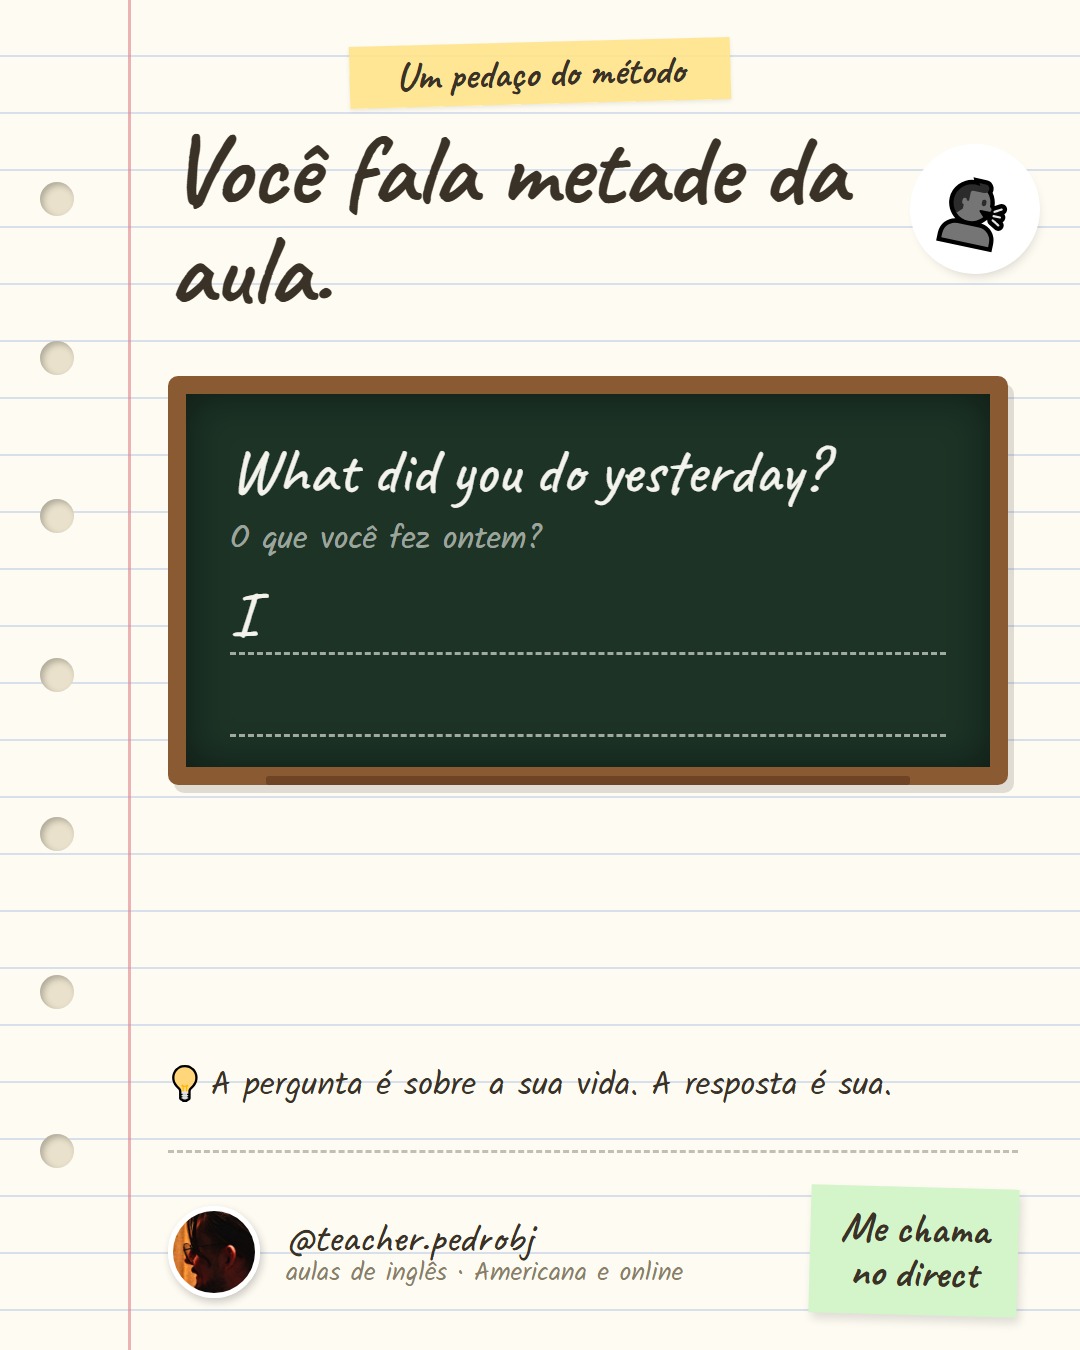 Um pedaço do método
Você fala metade da
aula.
What did you do yesterday?
O que você fez ontem?
I
A pergunta é sobre a sua vida. A resposta é sua.
@teacher.pedrobj
aulas de inglês · Americana e online
Me chama
no direct